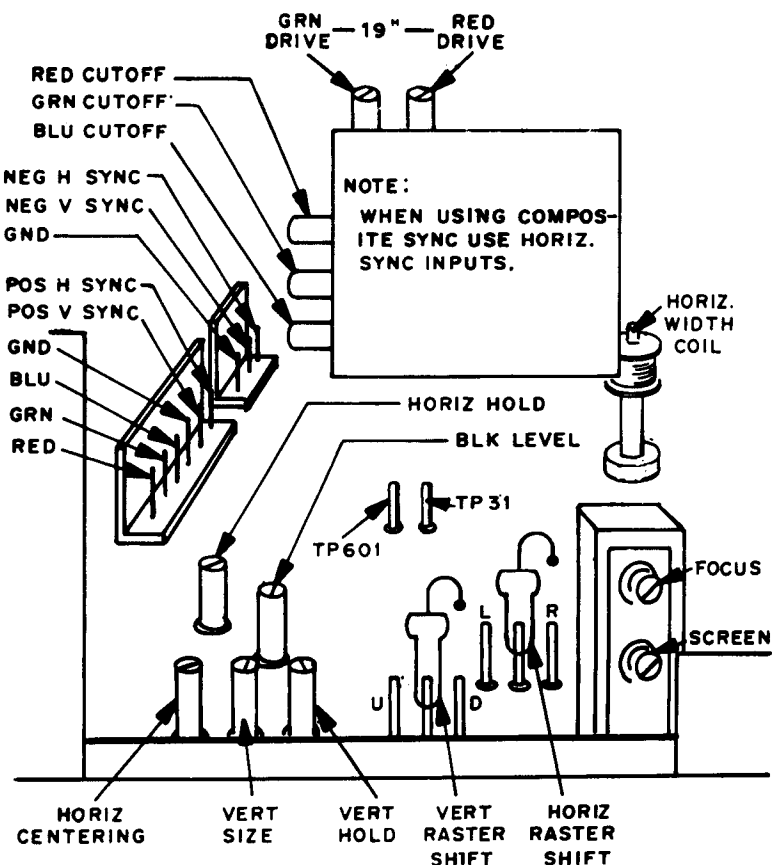 GRN DRIVE
— 19" —
RED DRIVE
RED CUTOFF
GRN CUTOFF
BLU CUTOFF
NEG H SYNC
NEG V SYNC
GND
POS H SYNC
POS V SYNC
GND
BLU
GRN
RED
NOTE:
WHEN USING COMPOS-
ITE SYNC USE HORIZ.
SYNC INPUTS.
HORIZ.
WIDTH
COIL
HORIZ HOLD
BLK LEVEL
TP601
TP31
FOCUS
SCREEN
L
R
U
D
HORIZ
CENTERING
VERT
SIZE
VERT
HOLD
VERT
RASTER
SHIFT
HORIZ
RASTER
SHIFT